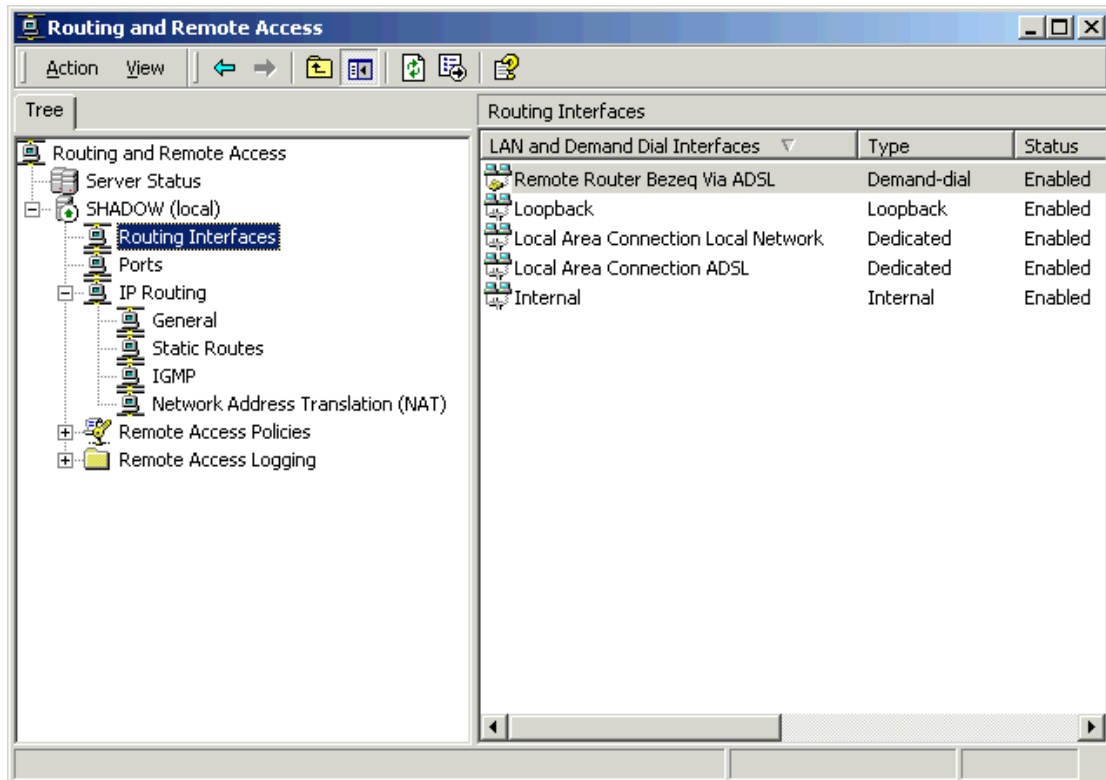 Routing and Remote Access
Action View
Tree
Routing and Remote Access
Server Status
SHADOW (local)
Routing Interfaces
Ports
IP Routing
General
Static Routes
IGMP
Network Address Translation (NAT)
Remote Access Policies
Remote Access Logging
Routing Interfaces
LAN and Demand Dial Interfaces Type Status
Remote Router Bezeq Via ADSL Demand-dial Enabled
Loopback Loopback Enabled
Local Area Connection Local Network Dedicated Enabled
Local Area Connection ADSL Dedicated Enabled
Internal Internal Enabled